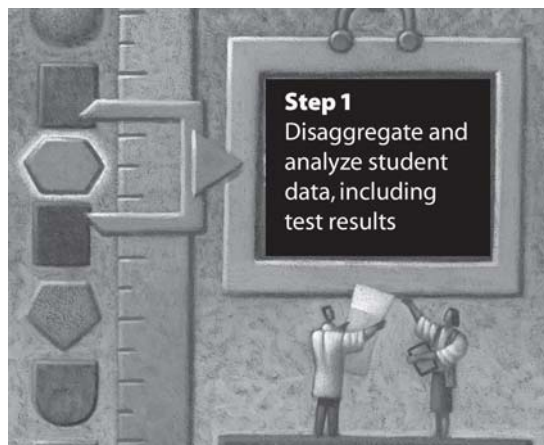 Step 1
Disaggregate and
analyze student
data, including
test results